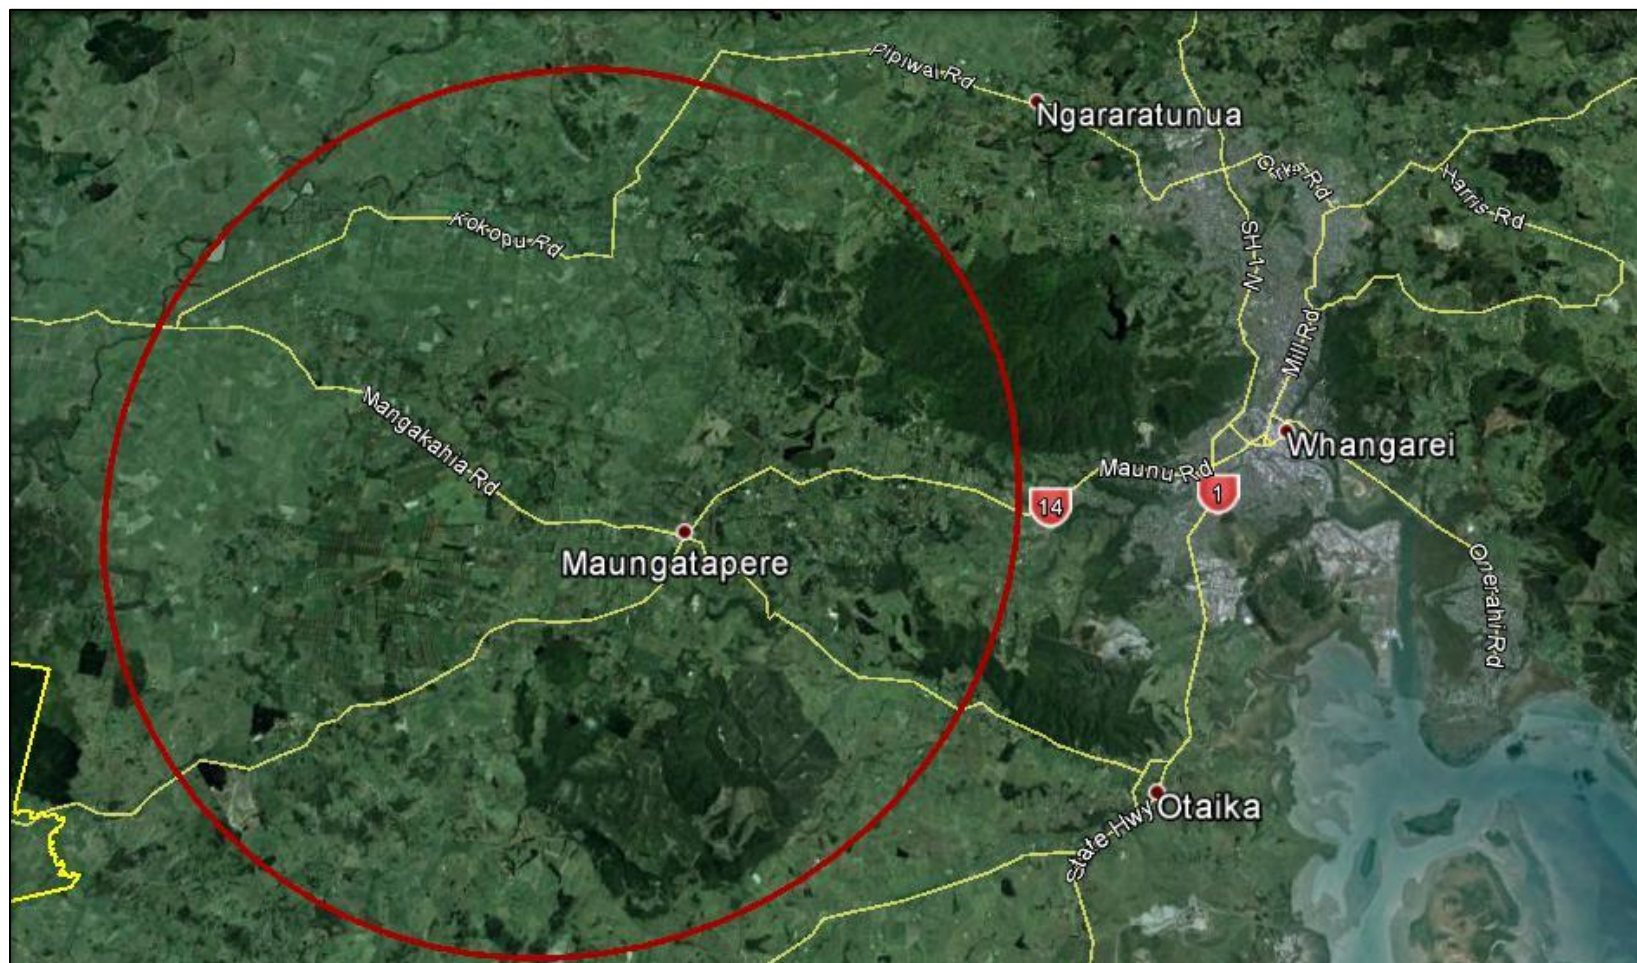 Pipiwai Rd
Ngararatunua
Harris Rd
Kokopu Rd
SH 1 N
Mill Rd
Mangakahia Rd
Whangarei
Maunu Rd
1
14
Maungatapere
Onerahi Rd
Otaika
State Hwy